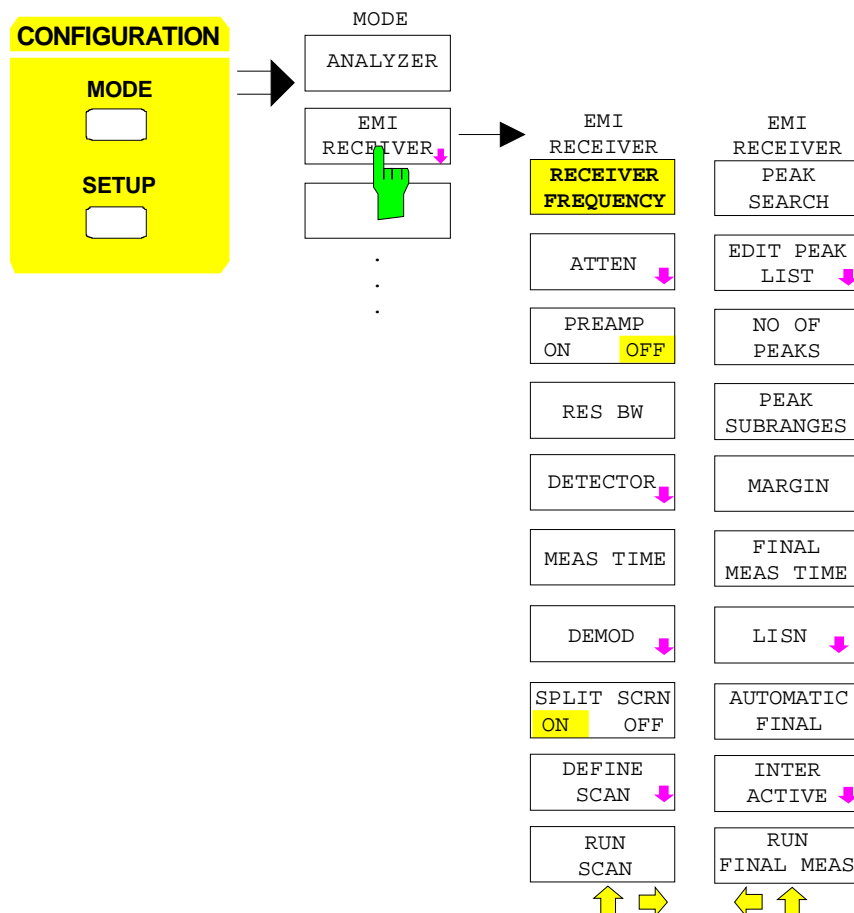 CONFIGURATION
MODE
SETUP
MODE
ANALYZER
EMI
RECEIVER
.
.
.
EMI
RECEIVER
RECEIVER
FREQUENCY
ATTEN
PREAMP
ON OFF
RES BW
DETECTOR
MEAS TIME
DEMOD
SPLIT SCRN
ON OFF
DEFINE
SCAN
RUN
SCAN
EMI
RECEIVER
PEAK
SEARCH
EDIT PEAK
LIST
NO OF
PEAKS
PEAK
SUBRANGES
MARGIN
FINAL
MEAS TIME
LISN
AUTOMATIC
FINAL
INTER
ACTIVE
RUN
FINAL MEAS